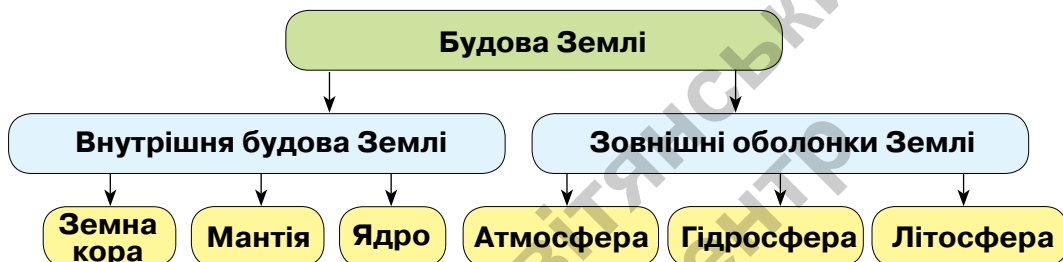 Будова Землі
Внутрішня будова Землі
Зовнішні оболонки Землі
Земна
кора
Мантія
Ядро
Атмосфера
Гідросфера
Літосфера